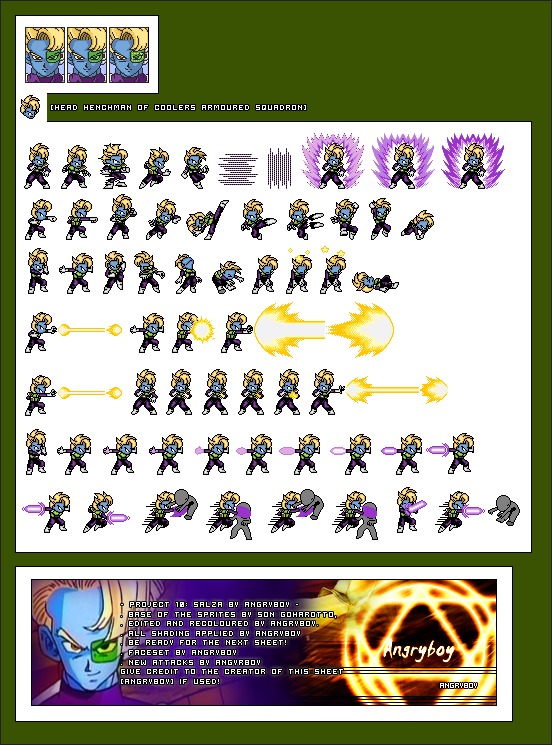 [HEAD HENCHMAN OF COOLERS ARMOURED SQUADRON]
- PROJECT 10: SALZA BY ANGRYBOY -
. BASE OF THE SPRITES BY SON GOHAROTTO,
. EDITED AND RECOLOURED BY ANGRYBOY.
. ALL SHADING APPLIED BY ANGRYBOY
. BE READY FOR THE NEXT SHEET!
. FACESET BY ANGRYBOY
. NEW ATTACKS BY ANGYRBOY
GIVE CREDIT TO THE CREATOR OF THIS SHEET
[ANGRYBOY] IF USED!
Angryboy
ANGRYBOY